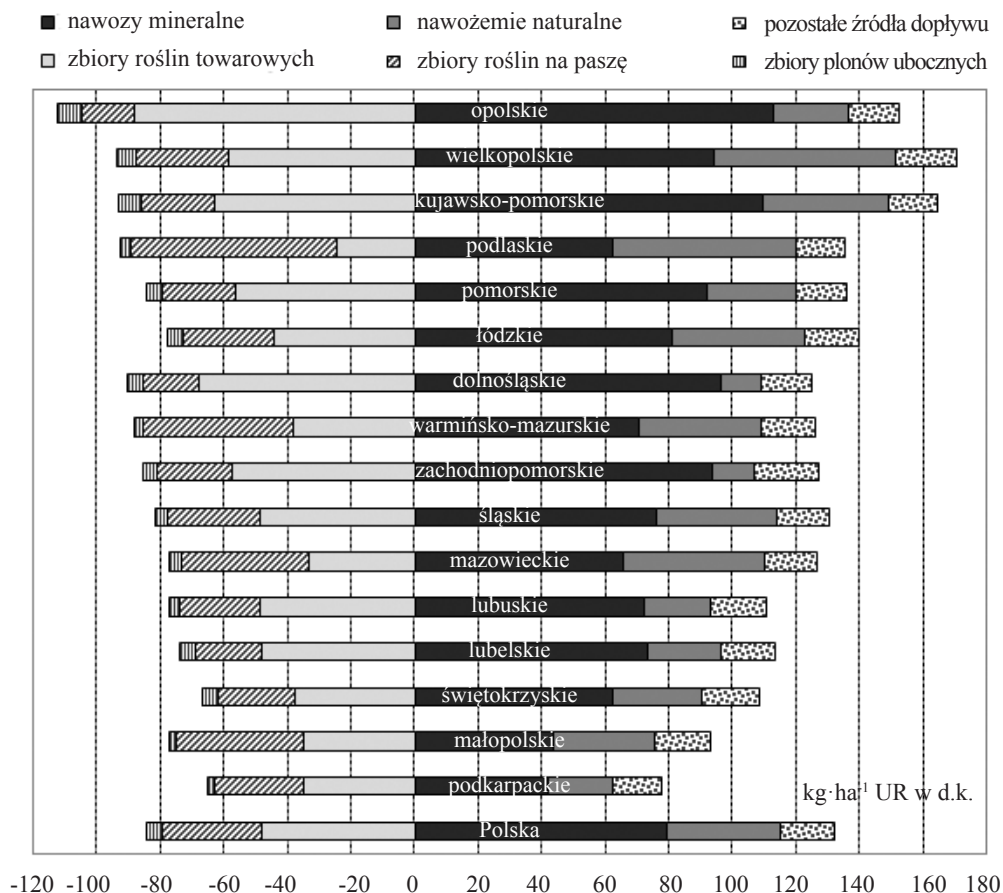 nawozy mineralne nawożemie naturalne pozostałe źródła dopływu
zbiory roślin towarowych zbiory roślin na paszę zbiory plonów ubocznych
opolskie
wielkopolskie
kujawsko-pomorskie
podlaskie
pomorskie
łódzkie
dolnośląskie
warmińsko-mazurskie
zachodniopomorskie
śląskie
mazowieckie
lubuskie
lubelskie
świętokrzyskie
małopolskie
podkarpackie
kg·ha⁻¹ UR w d.k.
Polska
-120 -100 -80 -60 -40 -20 0 20 40 60 80 100 120 140 160 180